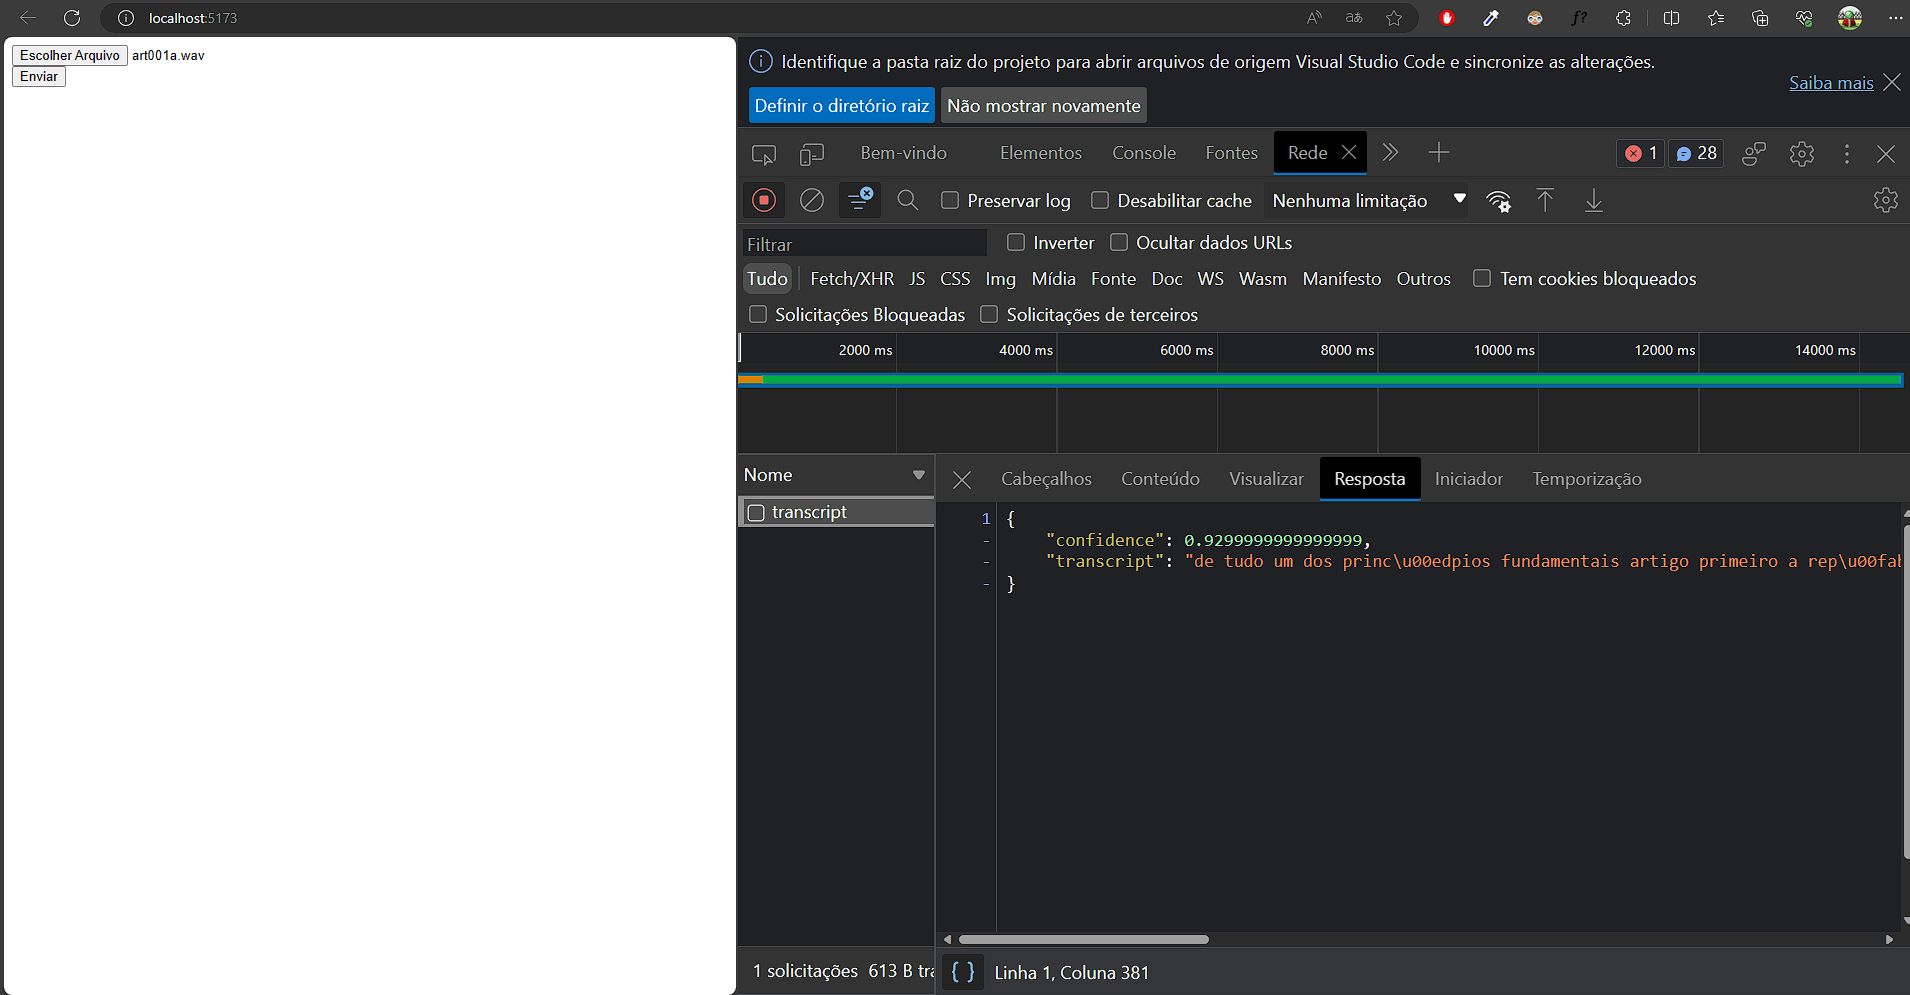 localhost:5173
Escolher Arquivo art001a.wav
Enviar
Identifique a pasta raiz do projeto para abrir arquivos de origem Visual Studio Code e sincronize as alterações.
Saiba mais
Definir o diretório raiz Não mostrar novamente
Bem-vindo Elementos Console Fontes Rede 1 28
Preservar log Desabilitar cache Nenhuma limitação
Filtrar Inverter Ocultar dados URLs
Tudo Fetch/XHR JS CSS Img Mídia Fonte Doc WS Wasm Manifesto Outros Tem cookies bloqueados
Solicitações Bloqueadas Solicitações de terceiros
2000 ms 4000 ms 6000 ms 8000 ms 10000 ms 12000 ms 14000 ms
Nome Cabeçalhos Conteúdo Visualizar Resposta Iniciador Temporização
transcript
1 {
- "confidence": 0.9299999999999999,
- "transcript": "de tudo um dos princ\u00edpios fundamentais artigo primeiro a rep\u00fab
- }
1 solicitações 613 B tra
{ } Linha 1, Coluna 381